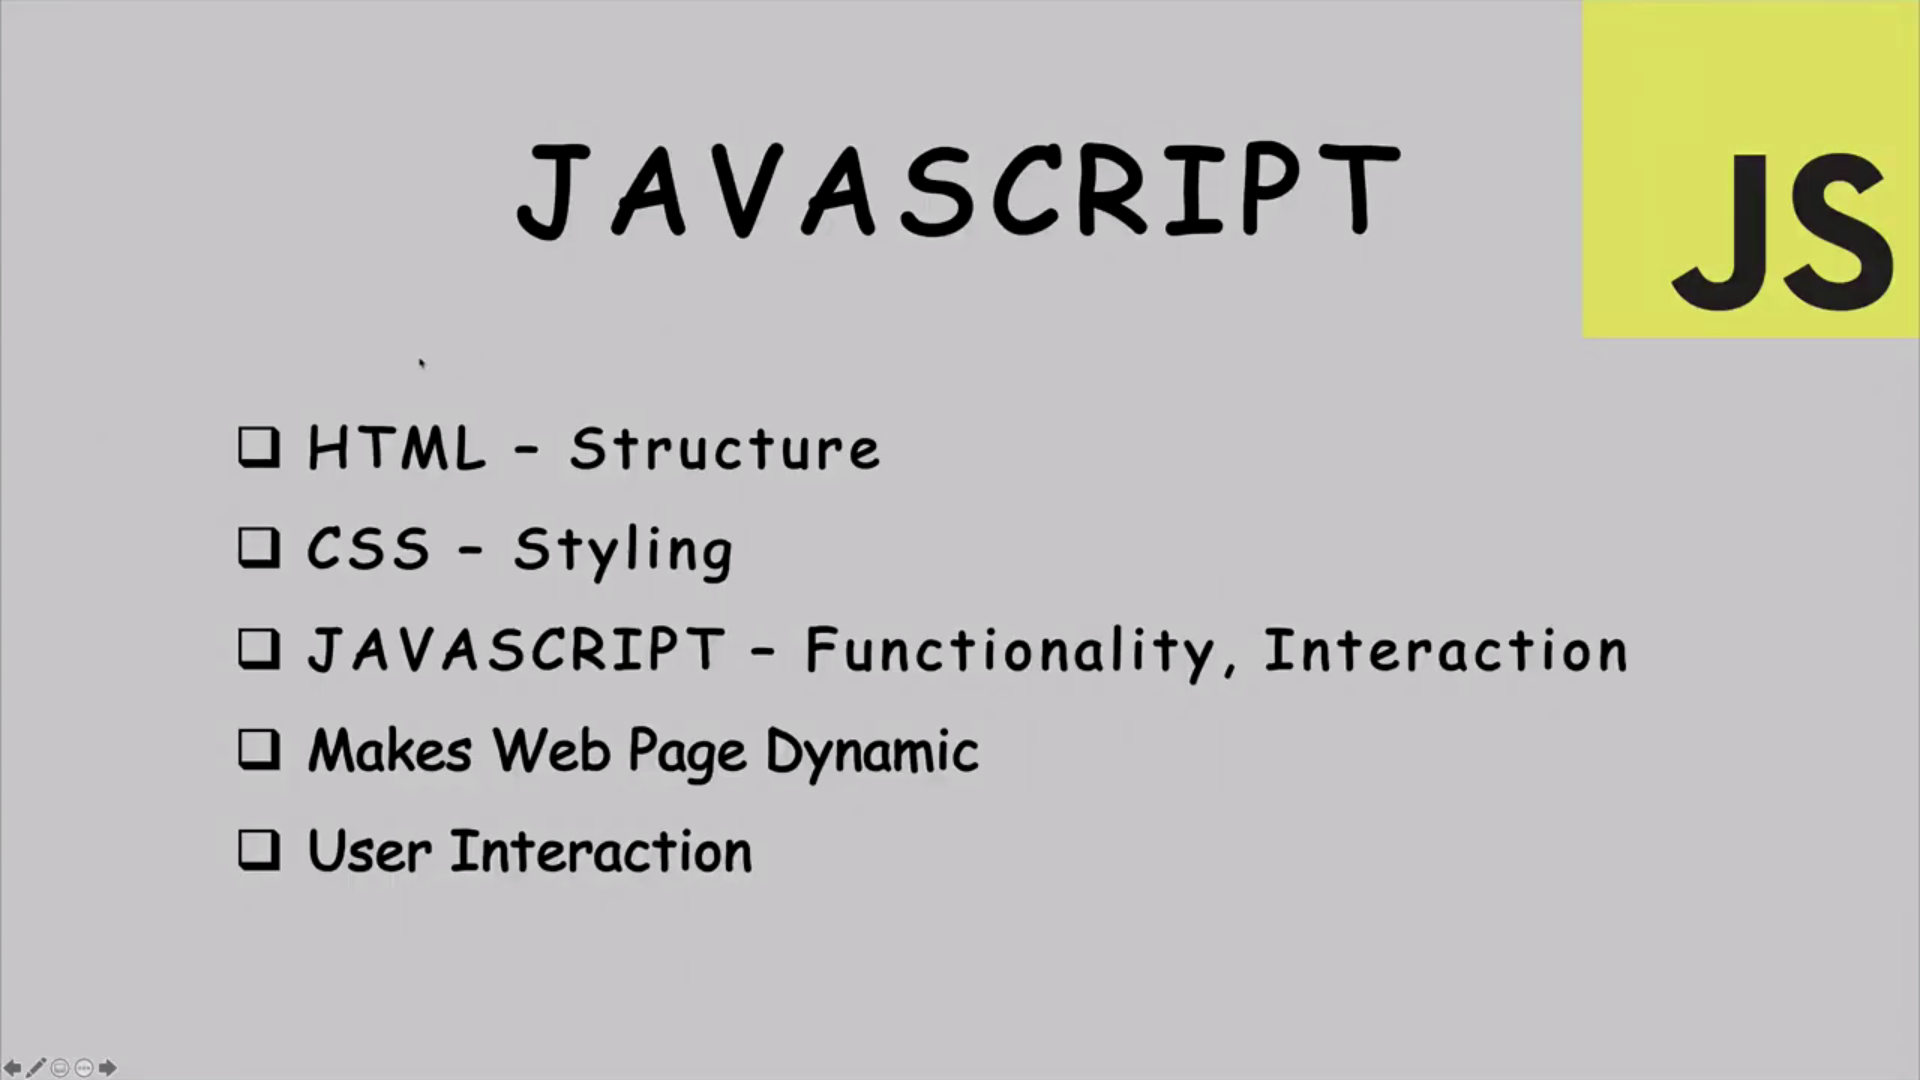 JAVASCRIPT
JS
HTML – Structure
CSS – Styling
JAVASCRIPT – Functionality, Interaction
Makes Web Page Dynamic
User Interaction